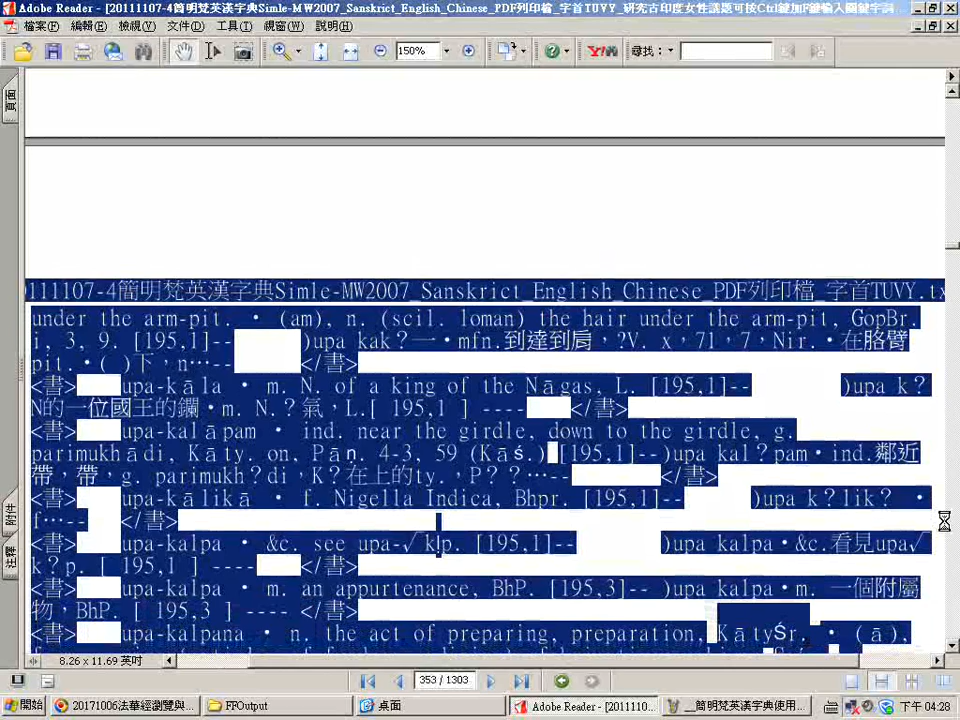 Adobe Reader - [20111107-4簡明梵英漢字典Simle-MW2007_Sanskrict_English_Chinese_PDF列印檔_字首TUVY_研究古印度女性議題可按Ctrl鍵加F鍵輸入關鍵字詞
檔案(F) 編輯(E) 檢視(V) 文件(D) 工具(T) 視窗(W) 說明(H)
150% 尋找：
頁面
111107-4簡明梵英漢字典Simle-MW2007_Sanskrict_English_Chinese_PDF列印檔_字首TUVY.tx
under the arm-pit. • (am), n. (scil. loman) the hair under the arm-pit, GopBr.
i, 3, 9. [195,1]-- )upa kak？一•mfn.到達到肩，?V. x, 71, 7, Nir.•在胳臂
pit.•( )下，n…-- </書>
<書> upa-kāla • m. N. of a king of the Nāgas, L. [195,1]-- )upa k？
N的一位國王的鑭•m. N.？氣，L.[ 195,1 ] ---- </書>
<書> upa-kalāpam • ind. near the girdle, down to the girdle, g.
parimukhādi, Kāty. on, Pāṇ. 4-3, 59 (Kāś.) [195,1]--)upa kal？pam•ind.鄰近
帶，帶，g. parimukh？di，K？在上的ty. ，P？？…-- </書>
<書> upa-kālikā • f. Nigella Indica, Bhpr. [195,1]-- )upa k？lik？ •
f…-- </書>
附件
<書> upa-kalpa • &c. see upa-√kḷp. [195,1]-- )upa kalpa•&c.看見upa√
注釋
k？p. [ 195,1 ] ---- </書>
<書> upa-kalpa • m. an appurtenance, BhP. [195,3]-- )upa kalpa•m. 一個附屬
物，BhP. [ 195,3 ] ---- </書>
<書> upa-kalpana • n. the act of preparing, preparation, KātyŚr. • (ā),
8.26 x 11.69 英吋
353 / 1303
開始 20171006法華經瀏覽與... FFOutput 桌面 Adobe Reader - [201110... __簡明梵英漢字典使用... 下午 04:28